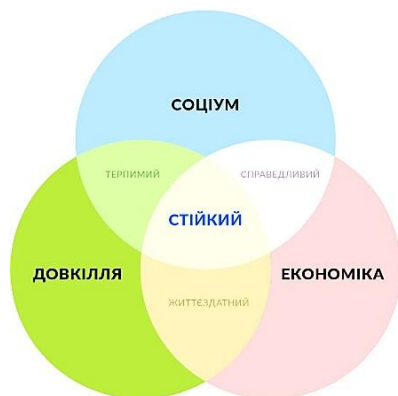 СОЦІУМ
ТЕРПИМИЙ
СПРАВЕДЛИВИЙ
СТІЙКИЙ
ДОВКІЛЛЯ
ЕКОНОМІКА
ЖИТТЄЗДАТНИЙ